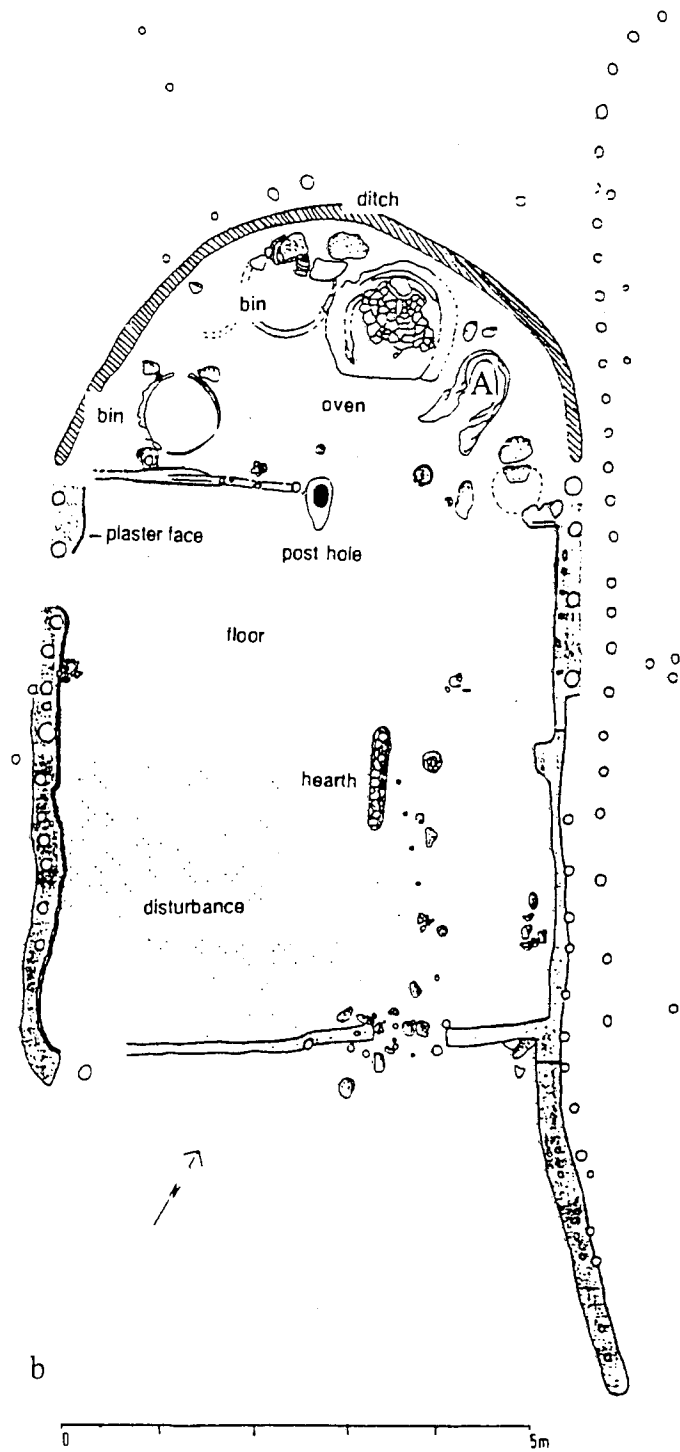 ditch
bin
A
bin
oven
plaster face
post hole
floor
hearth
disturbance
N
b
0 5m